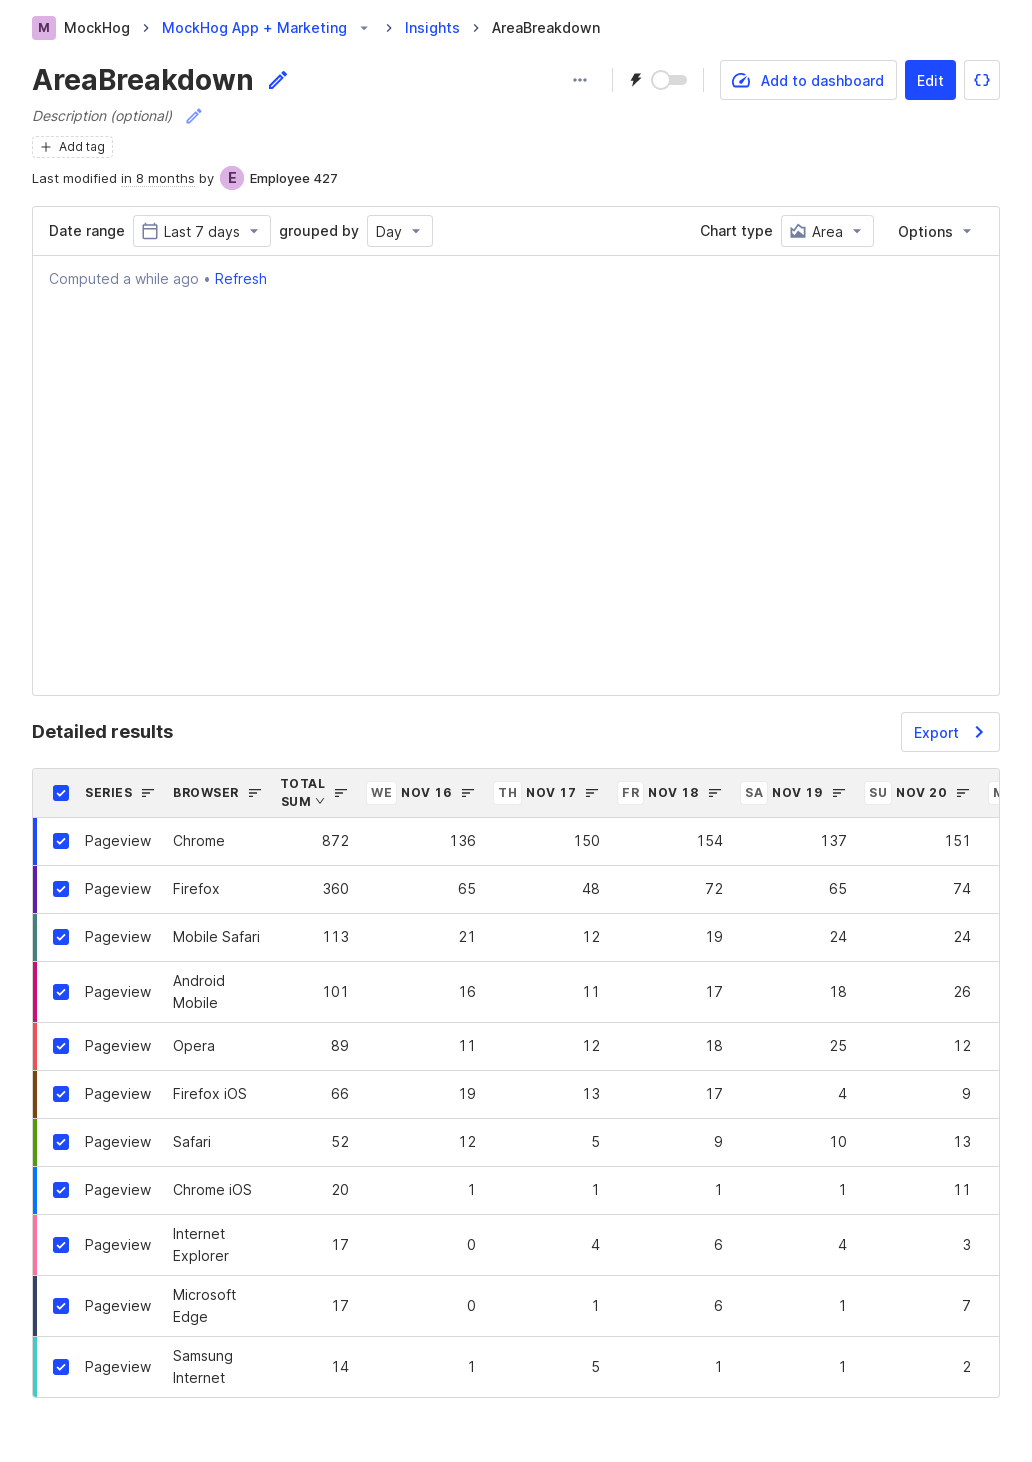 M MockHog MockHog App + Marketing Insights AreaBreakdown
AreaBreakdown
Add to dashboard Edit
Description (optional)
Add tag
Last modified in 8 months by E Employee 427
Date range Last 7 days grouped by Day Chart type Area Options
Computed a while ago • Refresh
Detailed results Export
SERIES BROWSER TOTAL SUM WE NOV 16 TH NOV 17 FR NOV 18 SA NOV 19 SU NOV 20
Pageview Chrome 872 136 150 154 137 151
Pageview Firefox 360 65 48 72 65 74
Pageview Mobile Safari 113 21 12 19 24 24
Pageview Android Mobile 101 16 11 17 18 26
Pageview Opera 89 11 12 18 25 12
Pageview Firefox iOS 66 19 13 17 4 9
Pageview Safari 52 12 5 9 10 13
Pageview Chrome iOS 20 1 1 1 1 11
Pageview Internet Explorer 17 0 4 6 4 3
Pageview Microsoft Edge 17 0 1 6 1 7
Pageview Samsung Internet 14 1 5 1 1 2